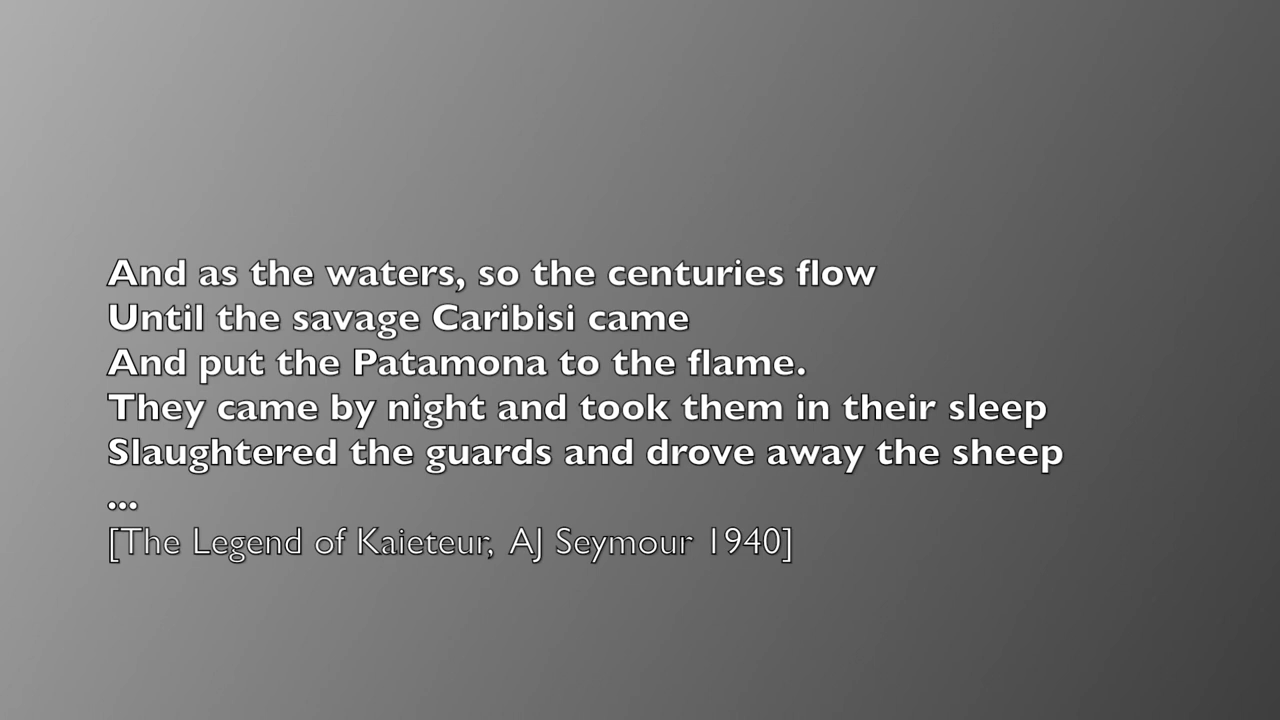 And as the waters, so the centuries flow
Until the savage Caribisi came
And put the Patamona to the flame.
They came by night and took them in their sleep
Slaughtered the guards and drove away the sheep
...
[The Legend of Kaieteur, AJ Seymour 1940]